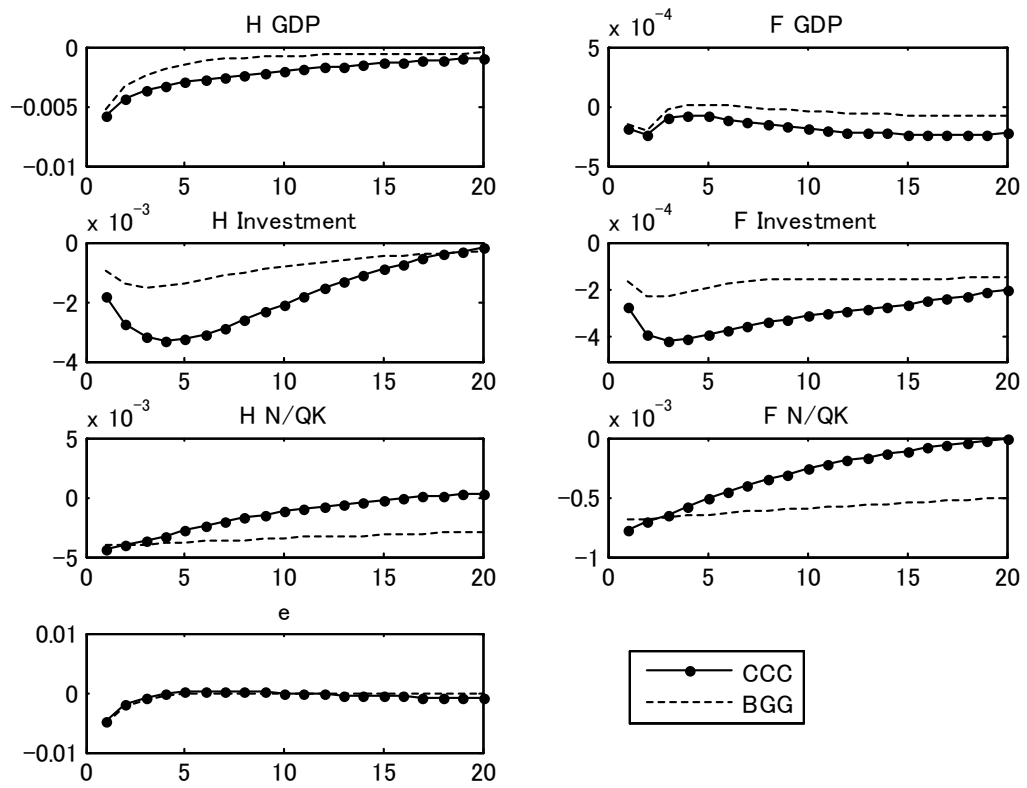 H GDP
0
−0.005
−0.01
0 5 10 15 20
F GDP
x 10⁻⁴
5
0
−5
0 5 10 15 20
H Investment
x 10⁻³
0
−2
−4
0 5 10 15 20
F Investment
x 10⁻⁴
0
−2
−4
0 5 10 15 20
H N/QK
x 10⁻³
5
0
−5
0 5 10 15 20
F N/QK
x 10⁻³
0
−0.5
−1
0 5 10 15 20
e
0.01
0
−0.01
0 5 10 15 20
CCC
BGG